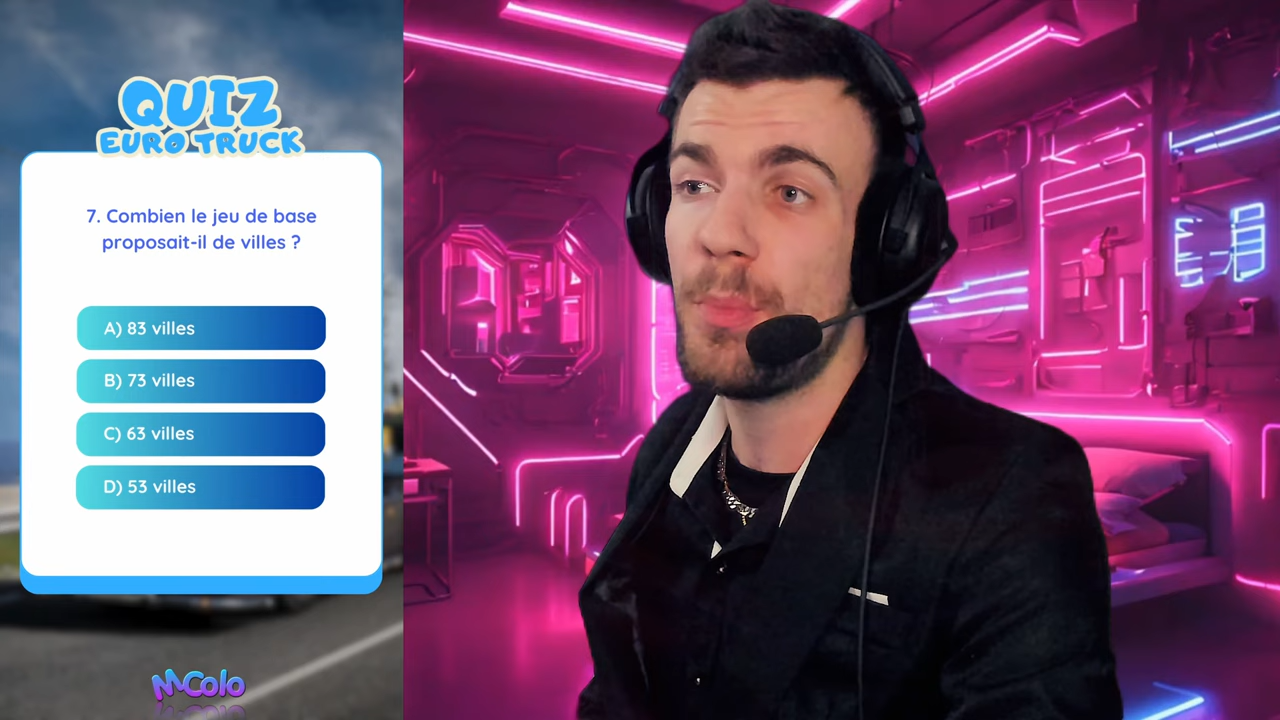 QUIZ
EURO TRUCK
7. Combien le jeu de base
proposait-il de villes ?
A) 83 villes
B) 73 villes
C) 63 villes
D) 53 villes
McColo